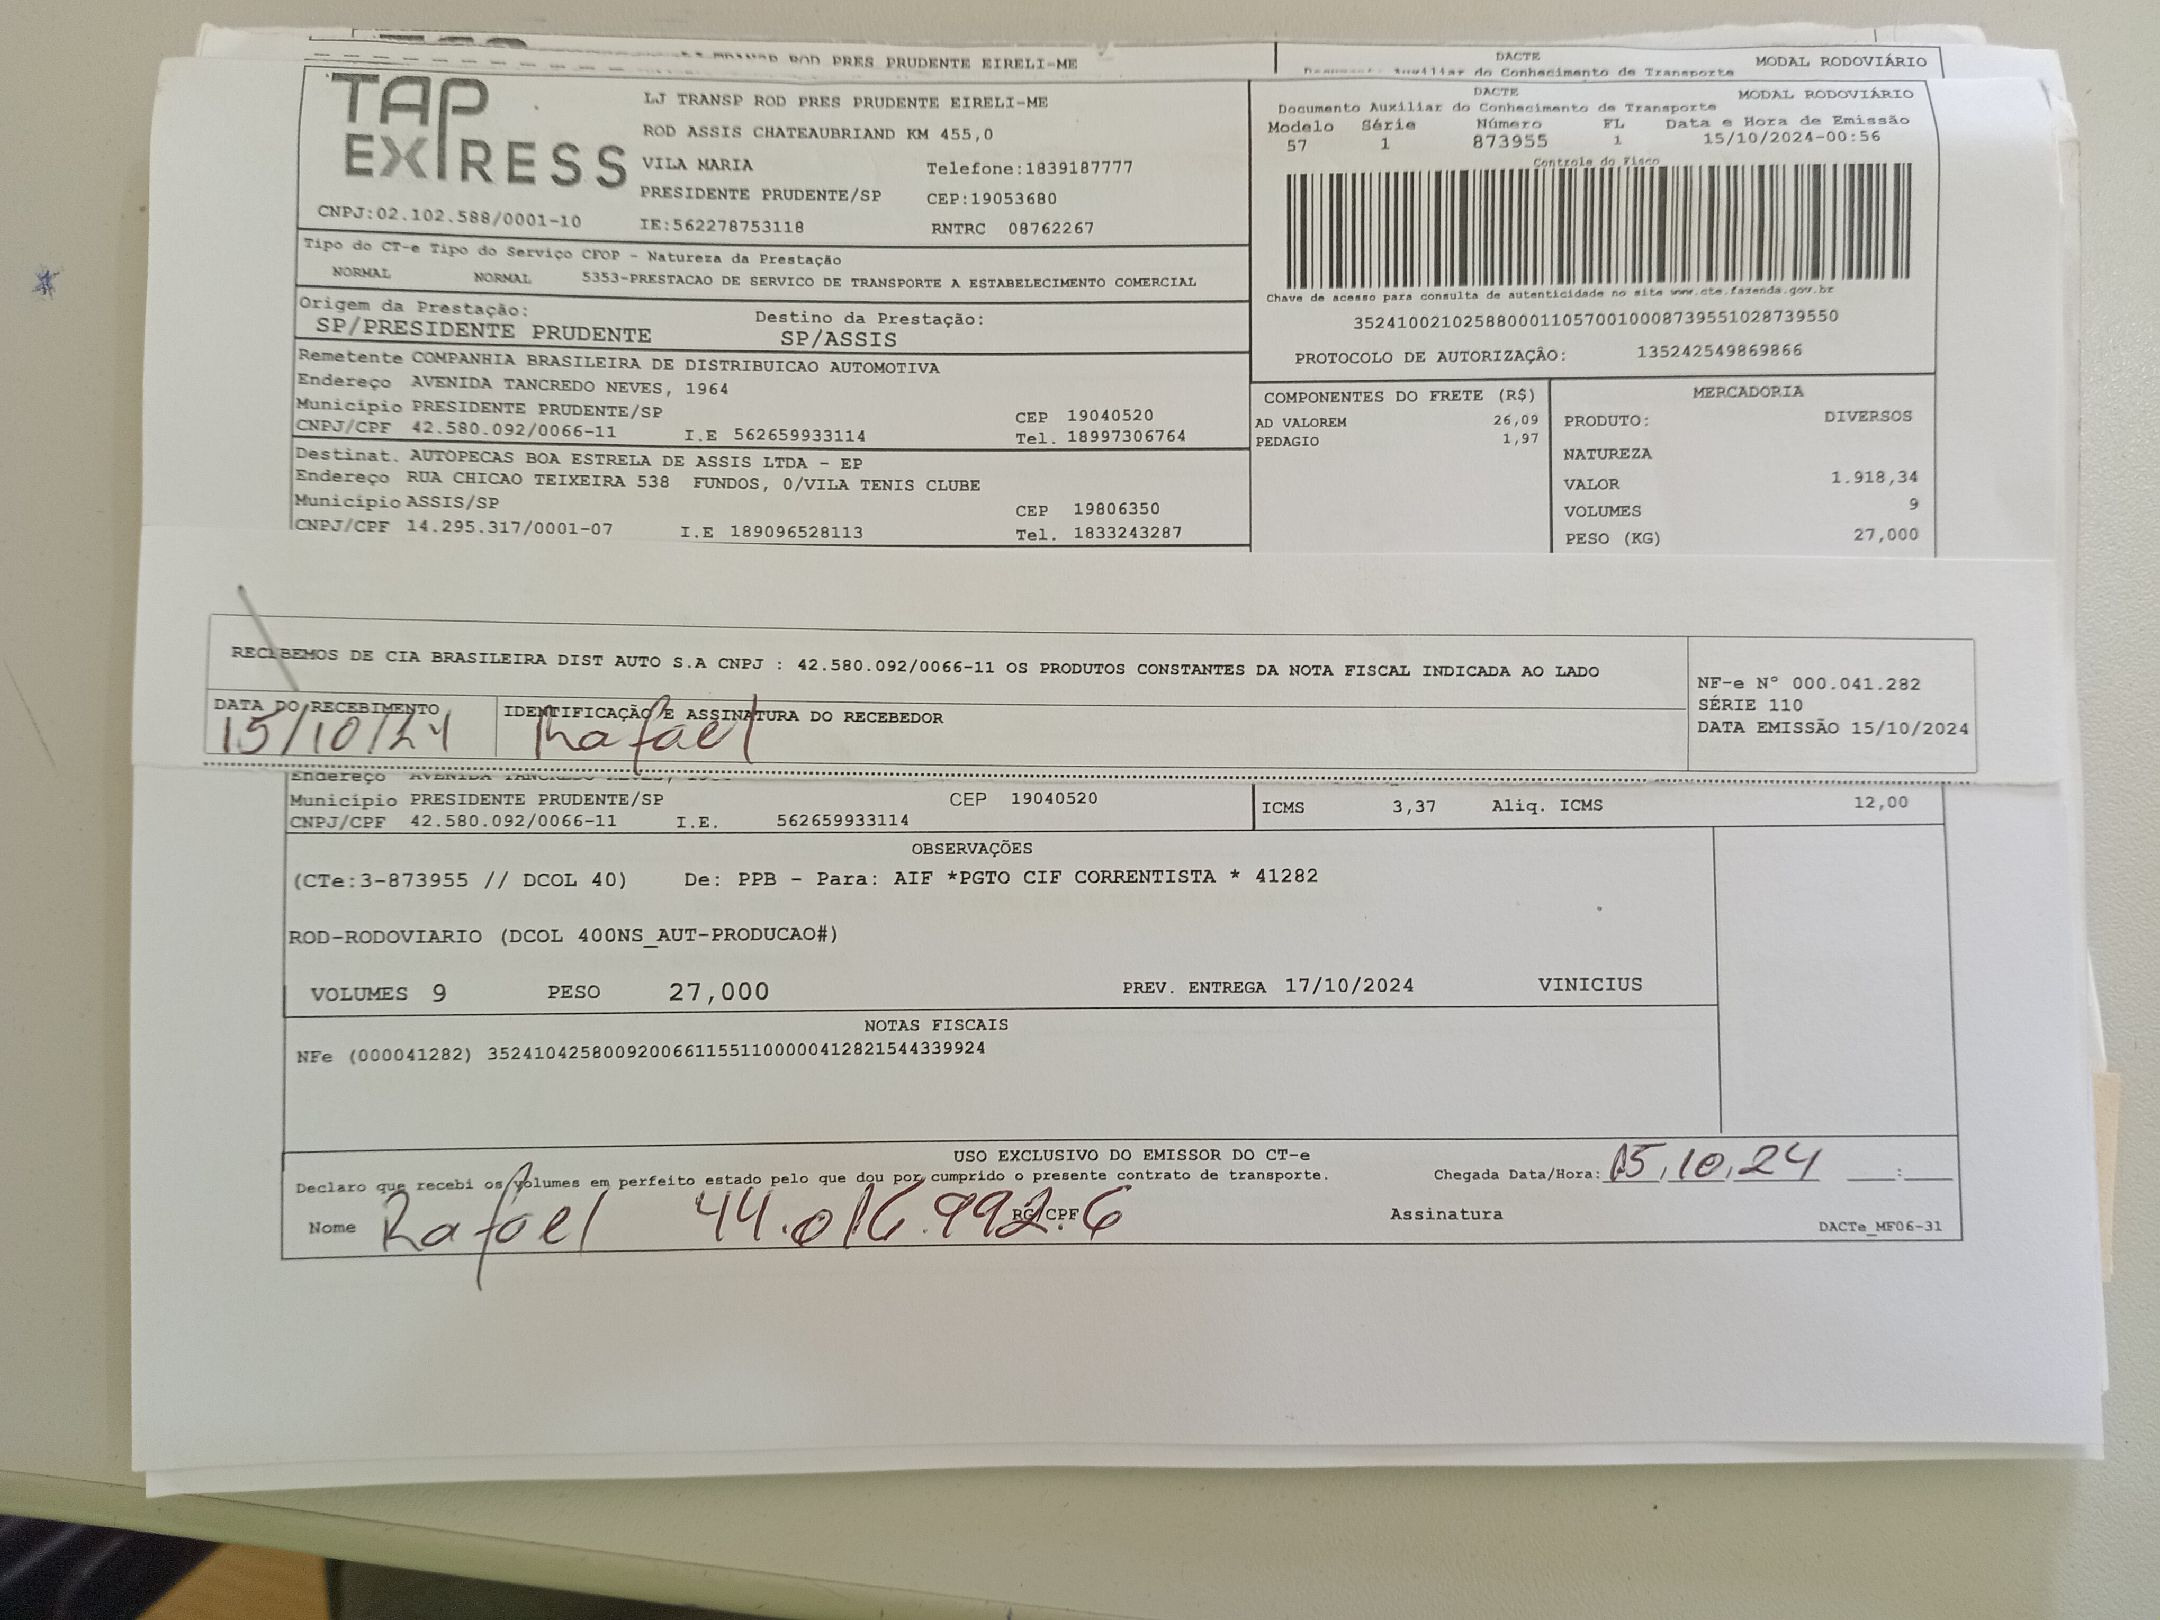 ROD PRES PRUDENTE EIRELI-ME
DACTE
MODAL RODOVIÁRIO
Auxiliar do Conhecimento de Transporte
TAP EXPRESS
LJ TRANSP ROD PRES PRUDENTE EIRELI-ME
ROD ASSIS CHATEAUBRIAND KM 455,0
VILA MARIA Telefone:1839187777
PRESIDENTE PRUDENTE/SP CEP:19053680
CNPJ:02.102.588/0001-10 IE:562278753118 RNTRC 08762267
DACTE MODAL RODOVIÁRIO
Documento Auxiliar do Conhecimento de Transporte
Modelo Série Número FL Data e Hora de Emissão
57 1 873955 1 15/10/2024-00:56
Controle do Fisco
Chave de acesso para consulta de autenticidade no site www.cte.fazenda.gov.br
35241002102588000110570010008739551028739550
PROTOCOLO DE AUTORIZAÇÃO: 135242549869866
Tipo do CT-e Tipo do Serviço CFOP - Natureza da Prestação
NORMAL NORMAL 5353-PRESTACAO DE SERVICO DE TRANSPORTE A ESTABELECIMENTO COMERCIAL
Origem da Prestação: Destino da Prestação:
SP/PRESIDENTE PRUDENTE SP/ASSIS
Remetente COMPANHIA BRASILEIRA DE DISTRIBUICAO AUTOMOTIVA
Endereço AVENIDA TANCREDO NEVES, 1964
Município PRESIDENTE PRUDENTE/SP CEP 19040520
CNPJ/CPF 42.580.092/0066-11 I.E 562659933114 Tel. 18997306764
Destinat. AUTOPECAS BOA ESTRELA DE ASSIS LTDA - EP
Endereço RUA CHICAO TEIXEIRA 538 FUNDOS, 0/VILA TENIS CLUBE
Município ASSIS/SP CEP 19806350
CNPJ/CPF 14.295.317/0001-07 I.E 189096528113 Tel. 1833243287
COMPONENTES DO FRETE (R$)
AD VALOREM 26,09
PEDAGIO 1,97
MERCADORIA
PRODUTO: DIVERSOS
NATUREZA
VALOR 1.918,34
VOLUMES 9
PESO (KG) 27,000
RECEBEMOS DE CIA BRASILEIRA DIST AUTO S.A CNPJ : 42.580.092/0066-11 OS PRODUTOS CONSTANTES DA NOTA FISCAL INDICADA AO LADO
DATA DO RECEBIMENTO IDENTIFICAÇÃO E ASSINATURA DO RECEBEDOR
15/10/24 Rafael
NF-e Nº 000.041.282
SÉRIE 110
DATA EMISSÃO 15/10/2024
Endereço AVENIDA TANCREDO NEVES,
Município PRESIDENTE PRUDENTE/SP CEP 19040520
CNPJ/CPF 42.580.092/0066-11 I.E. 562659933114
ICMS 3,37 Aliq. ICMS 12,00
OBSERVAÇÕES
(CTe:3-873955 // DCOL 40) De: PPB - Para: AIF *PGTO CIF CORRENTISTA * 41282
ROD-RODOVIARIO (DCOL 400NS_AUT-PRODUCAO#)
VOLUMES 9 PESO 27,000 PREV. ENTREGA 17/10/2024 VINICIUS
NOTAS FISCAIS
NFe (000041282) 35241042580092006611551100000412821544339924
USO EXCLUSIVO DO EMISSOR DO CT-e
Declaro que recebi os volumes em perfeito estado pelo que dou por cumprido o presente contrato de transporte. Chegada Data/Hora: 15,10,24 :
Nome Rafael 44.016.992.6 RG/CPF Assinatura
DACTe_MF06-31